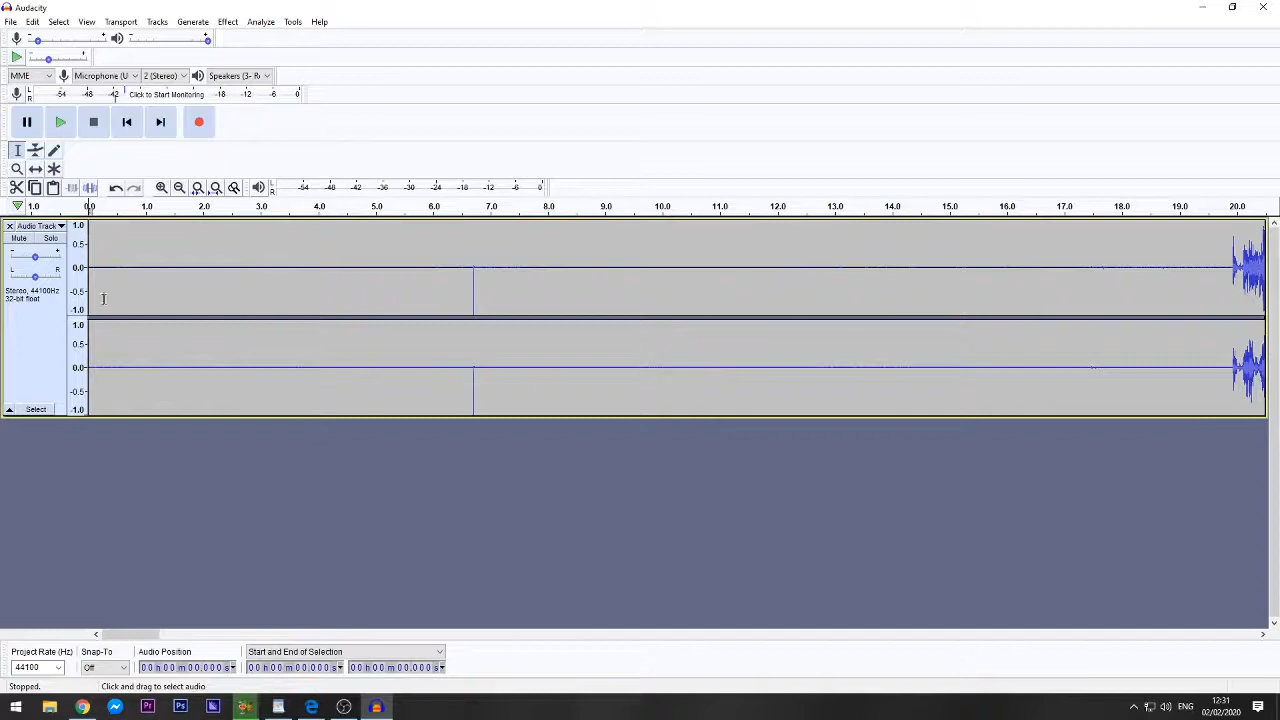 Audacity
File Edit Select View Transport Tracks Generate Effect Analyze Tools Help
MME Microphone (U 2 (Stereo) Speakers (3- R
L R -54 -48 -42 Click to Start Monitoring -18 -12 -6 0
L R -54 -48 -42 -36 -30 -24 -18 -12 -6 0
1.0 0.0 1.0 2.0 3.0 4.0 5.0 6.0 7.0 8.0 9.0 10.0 11.0 12.0 13.0 14.0 15.0 16.0 17.0 18.0 19.0 20.0
Audio Track 1.0
Mute Solo
0.5
L R 0.0
Stereo, 44100Hz -0.5
32-bit float
-1.0
1.0
0.5
0.0
-0.5
Select -1.0
Project Rate (Hz) Snap-To Audio Position Start and End of Selection
44100 Off 00 h 00 m 00.000 s 00 h 00 m 00.000 s 00 h 00 m 00.000 s
Stopped. Click and drag to select audio
Pr Ps 12:31
02/02/2020